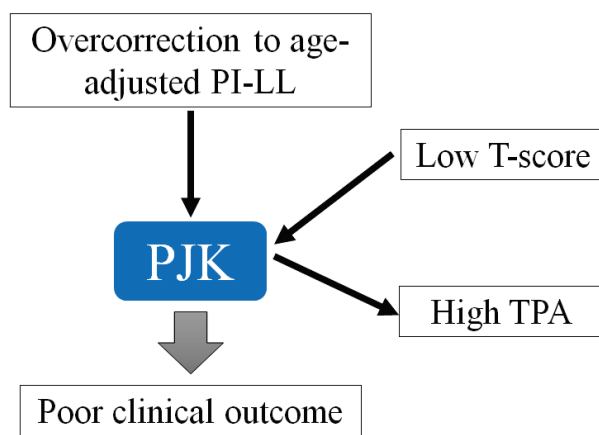 Overcorrection to age-
adjusted PI-LL
Low T-score
PJK
High TPA
Poor clinical outcome